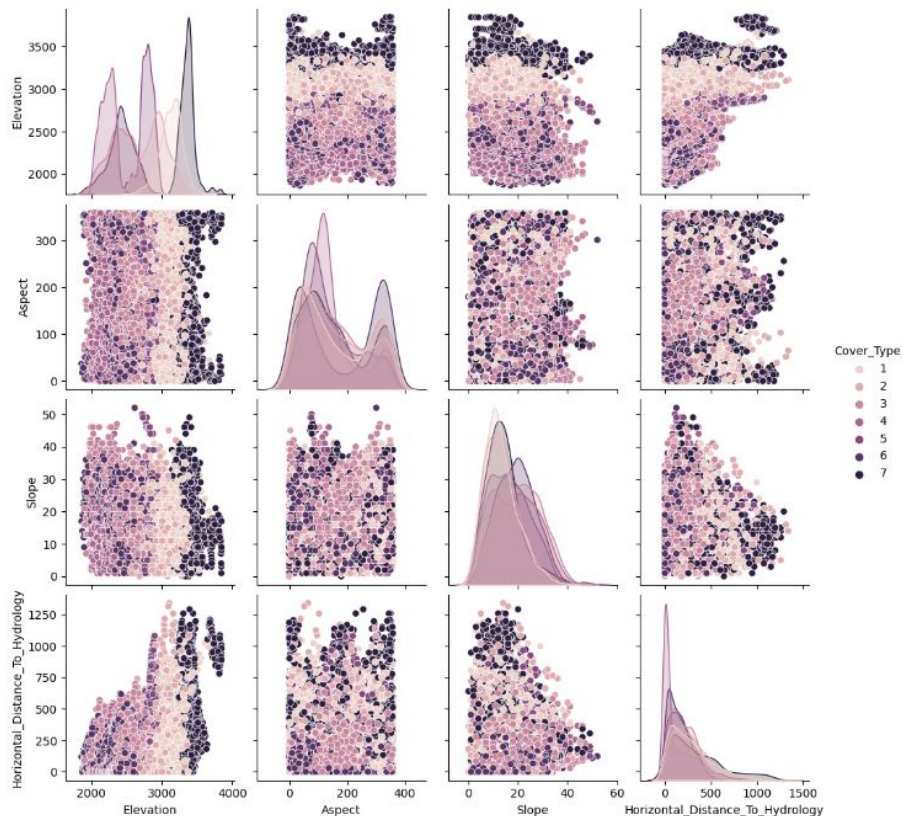 Elevation
3500
3000
2500
2000
Aspect
300
200
100
0
Cover_Type
1
2
3
4
5
6
7
Slope
50
40
30
20
10
0
Horizontal_Distance_To_Hydrology
1250
1000
750
500
250
0
2000 3000 4000
0 200 400
0 20 40 60
0 500 1000 1500
Elevation Aspect Slope Horizontal_Distance_To_Hydrology